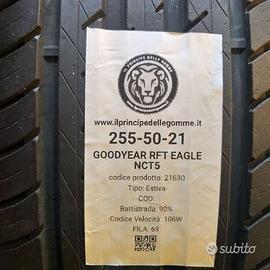 IL PRINCIPE DELLE GOMME
www.ilprincipedellegomme.it
255-50-21
GOODYEAR RFT EAGLE
NCT5
codice prodotto: 21630
Tipo: Estiva
COD:
Battistrada: 90%
Codice Velocità: 106W
FILA: 69
subito